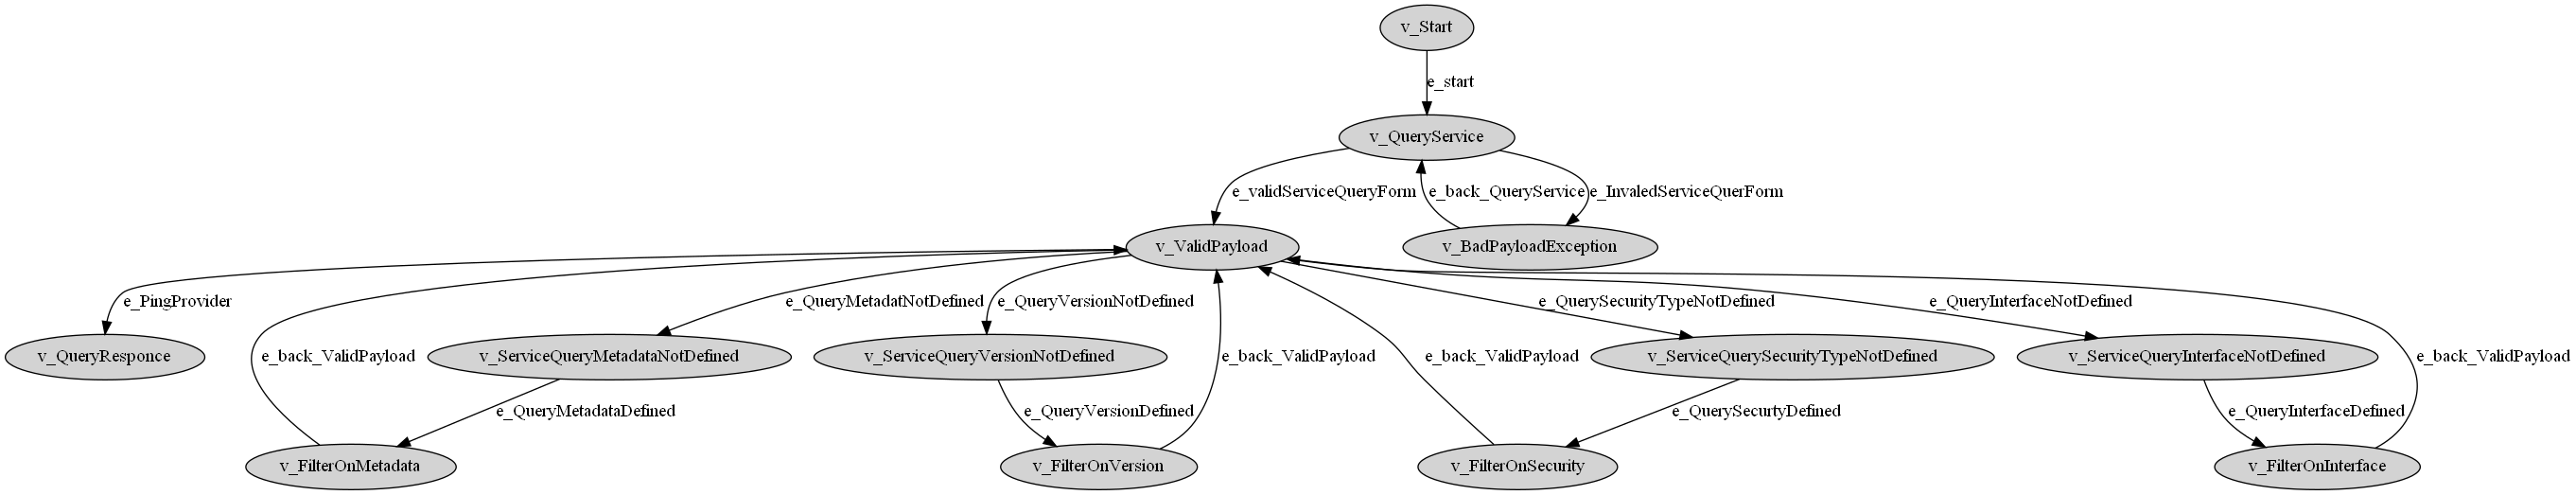 v_Start
e_start
v_QueryService
e_validServiceQueryForm
e_back_QueryService
e_InvaledServiceQuerForm
v_ValidPayload
v_BadPayloadException
e_PingProvider
e_QueryMetadatNotDefined
e_QueryVersionNotDefined
e_QuerySecurityTypeNotDefined
e_QueryInterfaceNotDefined
v_QueryResponce
e_back_ValidPayload
v_ServiceQueryMetadataNotDefined
v_ServiceQueryVersionNotDefined
e_back_ValidPayload
e_back_ValidPayload
v_ServiceQuerySecurityTypeNotDefined
v_ServiceQueryInterfaceNotDefined
e_back_ValidPayload
e_QueryMetadataDefined
e_QueryVersionDefined
e_QuerySecurtyDefined
e_QueryInterfaceDefined
v_FilterOnMetadata
v_FilterOnVersion
v_FilterOnSecurity
v_FilterOnInterface